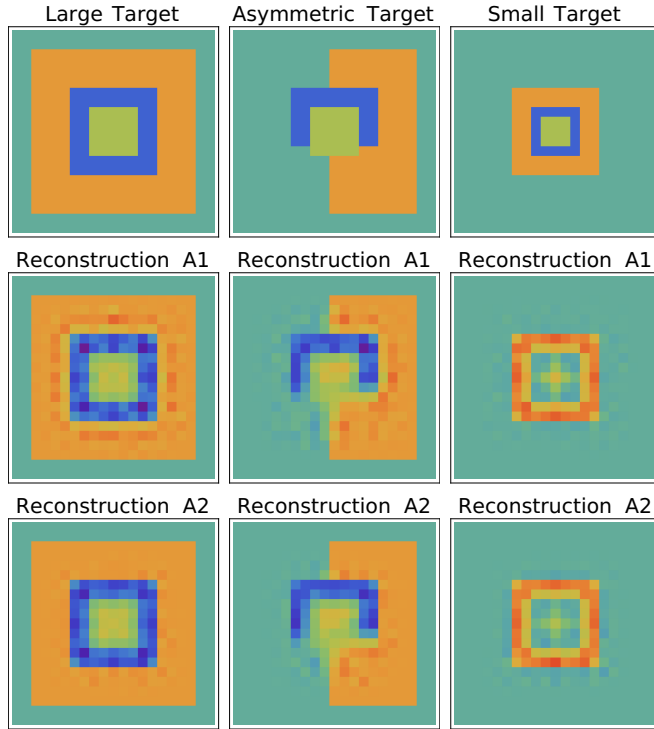 Large Target
Asymmetric Target
Small Target
Reconstruction A1
Reconstruction A1
Reconstruction A1
Reconstruction A2
Reconstruction A2
Reconstruction A2